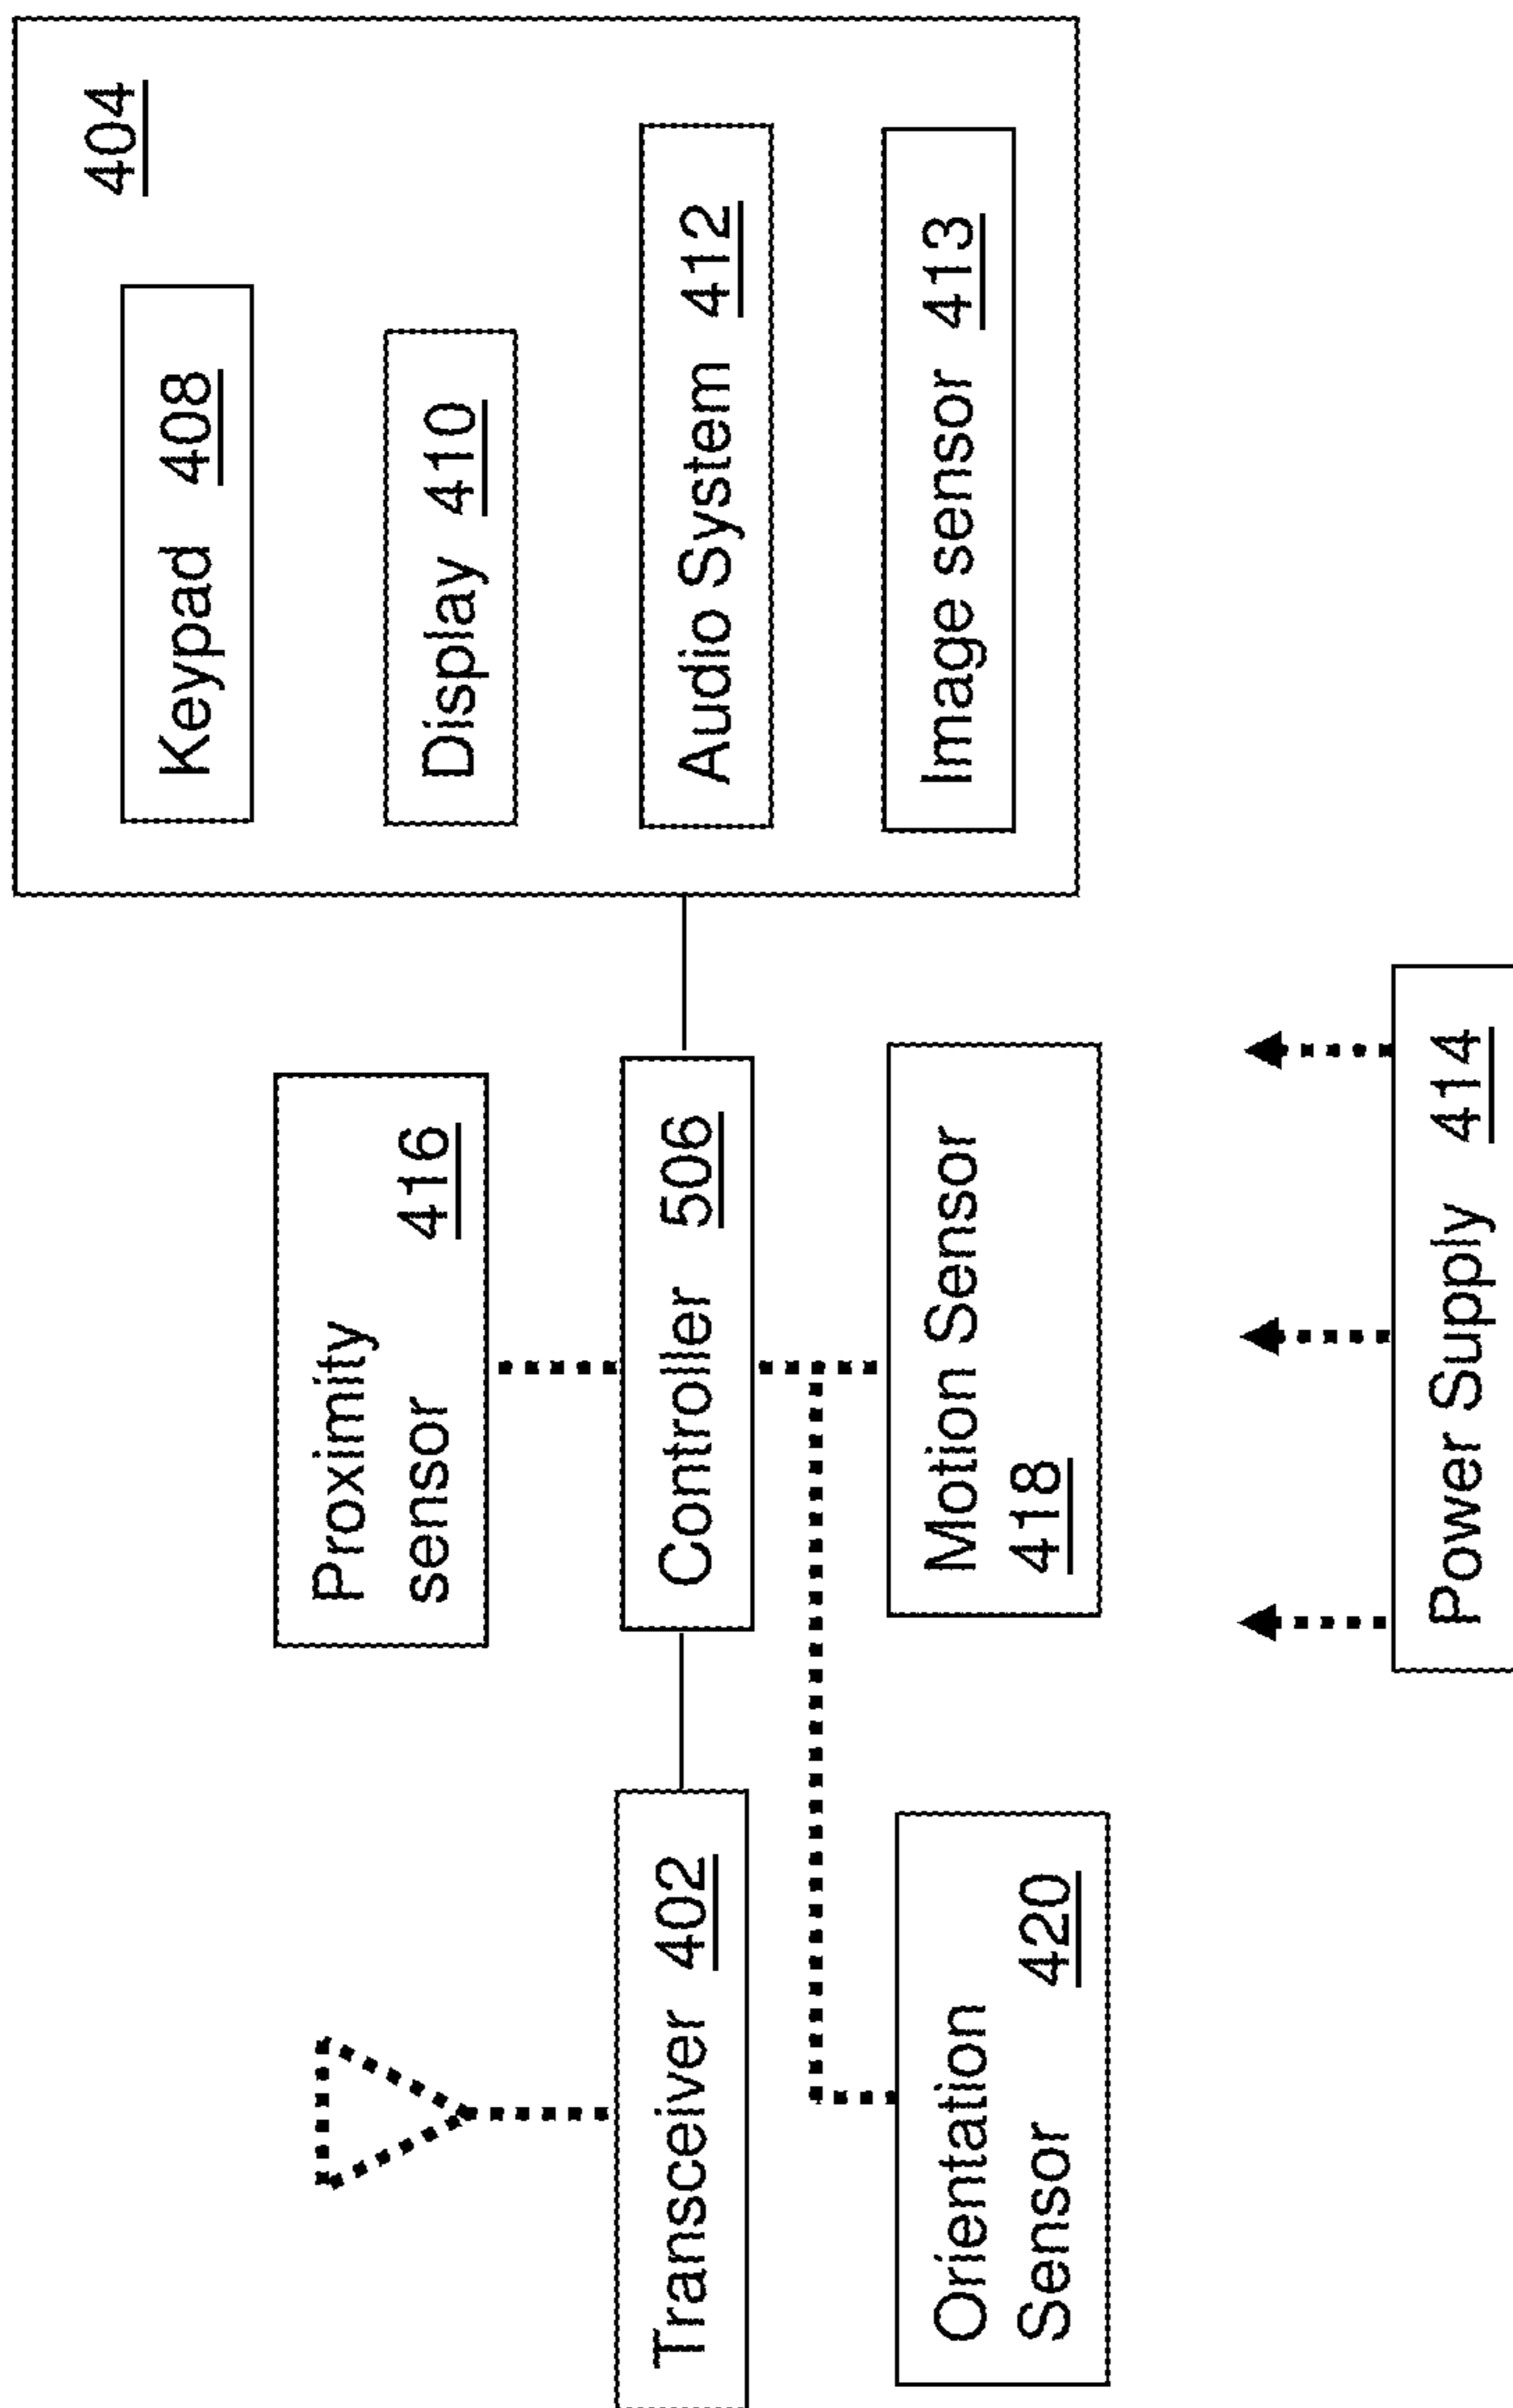 404
Keypad 408
Display 410
Audio System 412
Image sensor 413
Proximity
sensor 416
Controller 506
Motion Sensor
418
Transceiver 402
Orientation
Sensor 420
Power Supply 414